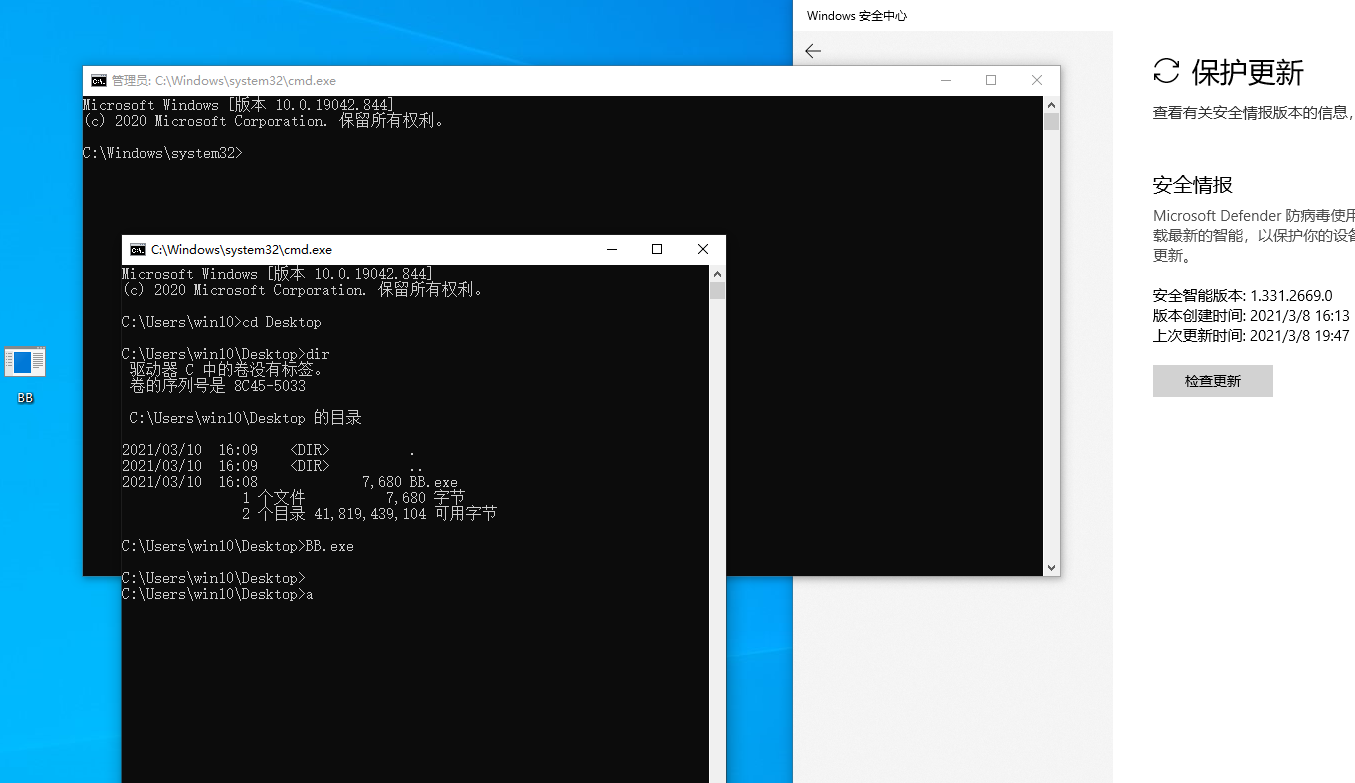 Windows 安全中心
管理员: C:\Windows\system32\cmd.exe
Microsoft Windows [版本 10.0.19042.844]
(c) 2020 Microsoft Corporation. 保留所有权利。
C:\Windows\system32>
C:\Windows\system32\cmd.exe
Microsoft Windows [版本 10.0.19042.844]
(c) 2020 Microsoft Corporation. 保留所有权利。
C:\Users\win10>cd Desktop
C:\Users\win10\Desktop>dir
驱动器 C 中的卷没有标签。
卷的序列号是 8C45-5033
C:\Users\win10\Desktop 的目录
2021/03/10  16:09    <DIR>          .
2021/03/10  16:09    <DIR>          ..
2021/03/10  16:08             7,680 BB.exe
1 个文件          7,680 字节
2 个目录 41,819,439,104 可用字节
C:\Users\win10\Desktop>BB.exe
C:\Users\win10\Desktop>
C:\Users\win10\Desktop>a
BB
保护更新
查看有关安全情报版本的信息，
安全情报
Microsoft Defender 防病毒使用
载最新的智能，以保护你的设备
更新。
安全智能版本: 1.331.2669.0
版本创建时间: 2021/3/8 16:13
上次更新时间: 2021/3/8 19:47
检查更新